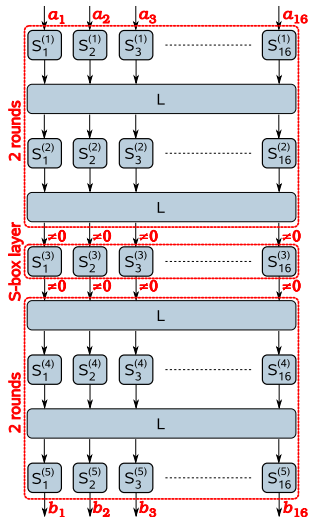 a₁ a₂ a₃ a₁₆
S₁⁽¹⁾ S₂⁽¹⁾ S₃⁽¹⁾ S₁₆⁽¹⁾
L
2 rounds
S₁⁽²⁾ S₂⁽²⁾ S₃⁽²⁾ S₁₆⁽²⁾
L
≠0 ≠0 ≠0 ≠0
S-box layer
S₁⁽³⁾ S₂⁽³⁾ S₃⁽³⁾ S₁₆⁽³⁾
≠0 ≠0 ≠0 ≠0
L
2 rounds
S₁⁽⁴⁾ S₂⁽⁴⁾ S₃⁽⁴⁾ S₁₆⁽⁴⁾
L
S₁⁽⁵⁾ S₂⁽⁵⁾ S₃⁽⁵⁾ S₁₆⁽⁵⁾
b₁ b₂ b₃ b₁₆